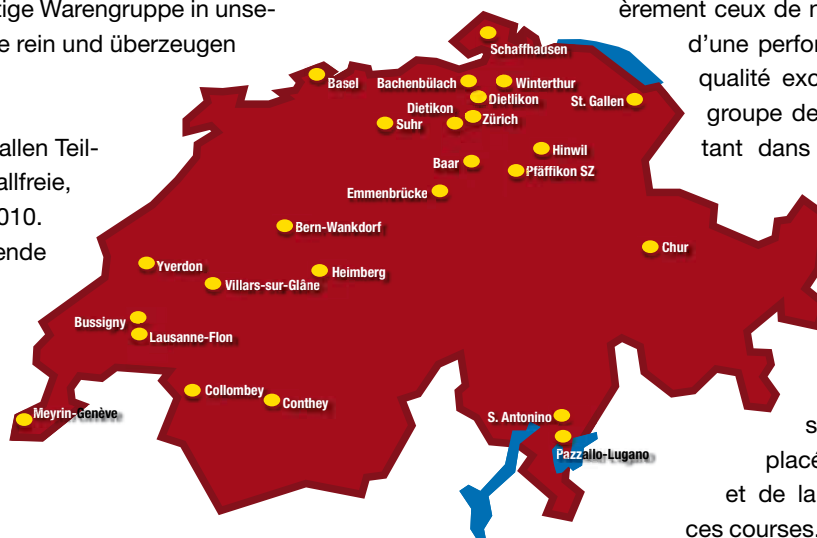 tige Warengruppe in unse-
e rein und überzeugen
allen Teil-
allfreie,
010.
ende
èrement ceux de
d'une perfor
qualité exc
groupe de
tant dans
s
placé
et de la
ces courses.
Schaffhausen
Basel
Bachenbülach
Winterthur
Dietlikon
St. Gallen
Dietikon
Zürich
Suhr
Hinwil
Baar
Pfäffikon SZ
Emmenbrücke
Bern-Wankdorf
Chur
Yverdon
Heimberg
Villars-sur-Glâne
Bussigny
Lausanne-Flon
Collombey
Conthey
Meyrin-Genève
S. Antonino
Pazzallo-Lugano